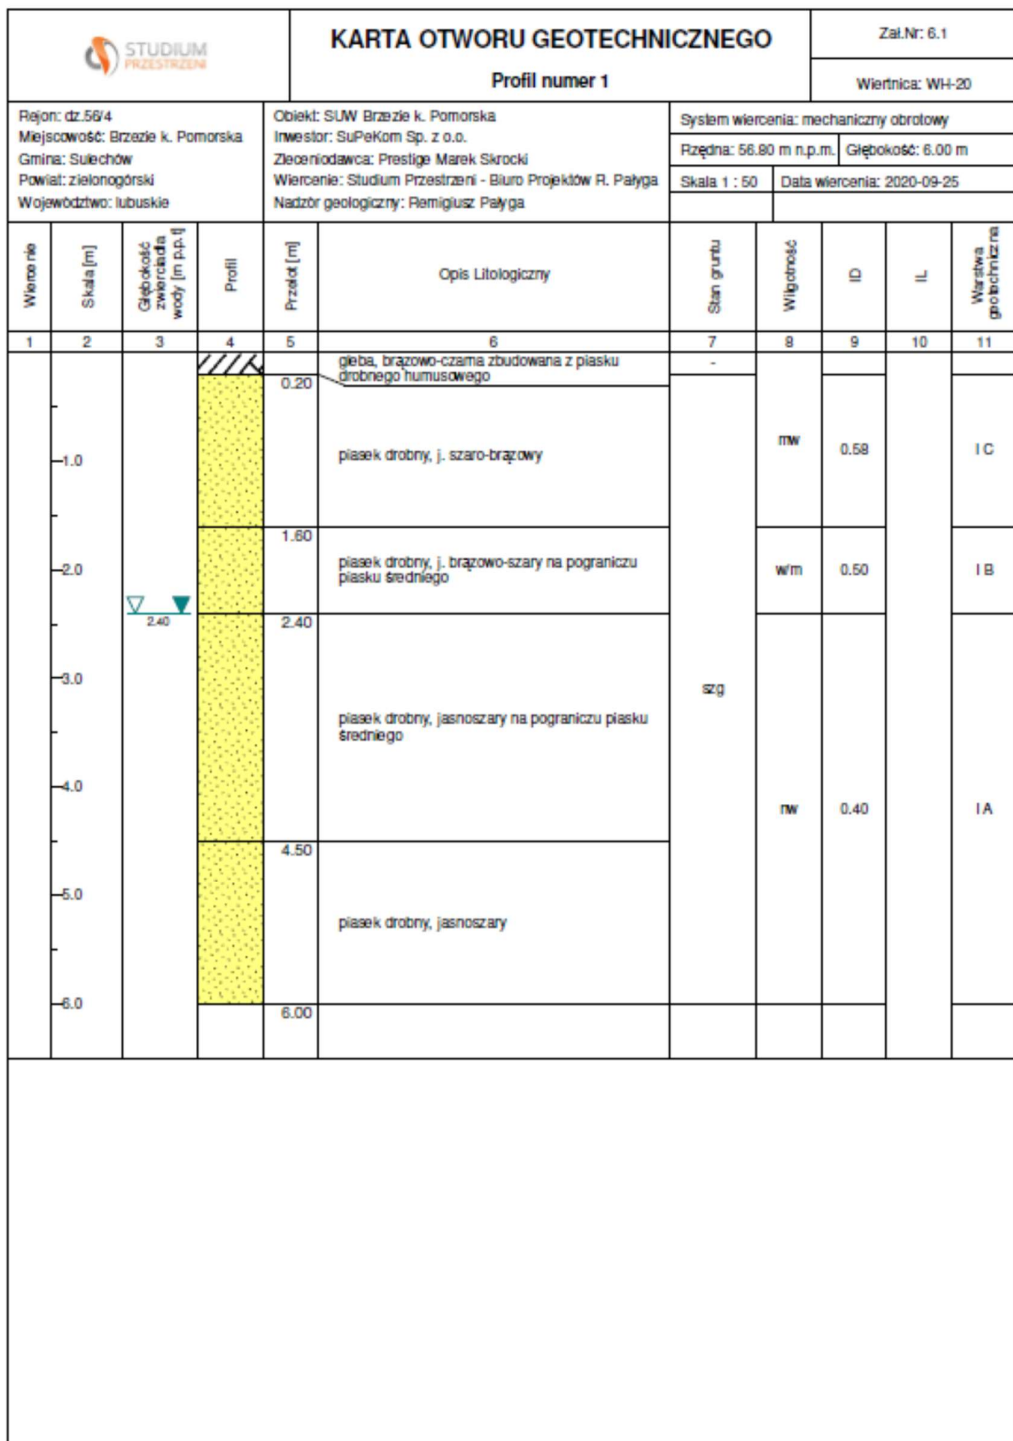 STUDIUM
PRZESTRZENI
KARTA OTWORU GEOTECHNICZNEGO
Profil numer 1
Zał.Nr: 6.1
Wiertnica: WH-20
Rejon: dz.56/4
Miejscowość: Brzezie k. Pomorska
Gmina: Sulechów
Powiat: zielonogórski
Województwo: lubuskie
Obiekt: SUW Brzezie k. Pomorska
Inwestor: SuPeKom Sp. z o.o.
Zleceniodawca: Prestige Marek Skrocki
Wiercenie: Studium Przestrzeni - Biuro Projektów R. Pałyga
Nadzór geologiczny: Remigiusz Pałyga
System wiercenia: mechaniczny obrotowy
Rzędna: 56.80 m n.p.m. Głębokość: 6.00 m
Skala 1 : 50 Data wiercenia: 2020-09-25
Wiercenie
Skala [m]
Głębokość
zwierciadła
wody [m p.p.t]
Profil
Przelot [m]
Opis Litologiczny
Stan gruntu
Wilgotność
ID
IL
Warstwa
geotechniczna
1 2 3 4 5 6 7 8 9 10 11
gleba, brązowo-czarna zbudowana z piasku
drobnego humusowego
-
0.20
piasek drobny, j. szaro-brązowy
mw
0.58
I C
1.0
1.60
piasek drobny, j. brązowo-szary na pograniczu
piasku średniego
w/m
0.50
I B
2.0
2.40
2.40
3.0
szg
piasek drobny, jasnoszary na pograniczu piasku
średniego
4.0
nw
0.40
I A
4.50
5.0
piasek drobny, jasnoszary
6.0
6.00